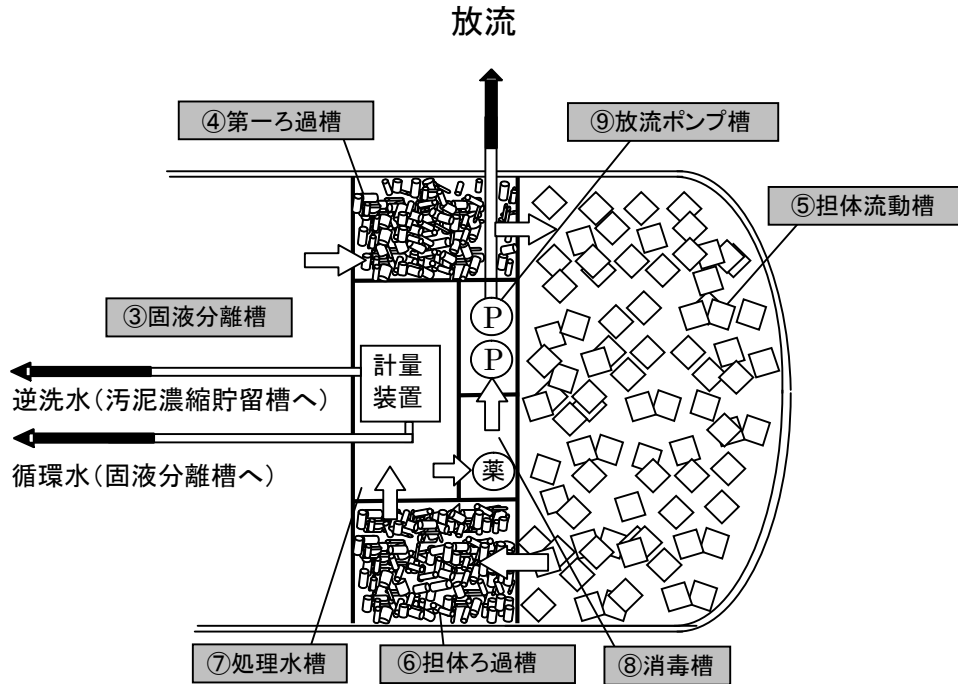 放流
④第一ろ過槽
⑨放流ポンプ槽
⑤担体流動槽
③固液分離槽
P
P
計量
装置
逆洗水（汚泥濃縮貯留槽へ）
循環水（固液分離槽へ）
薬
⑦処理水槽
⑥担体ろ過槽
⑧消毒槽